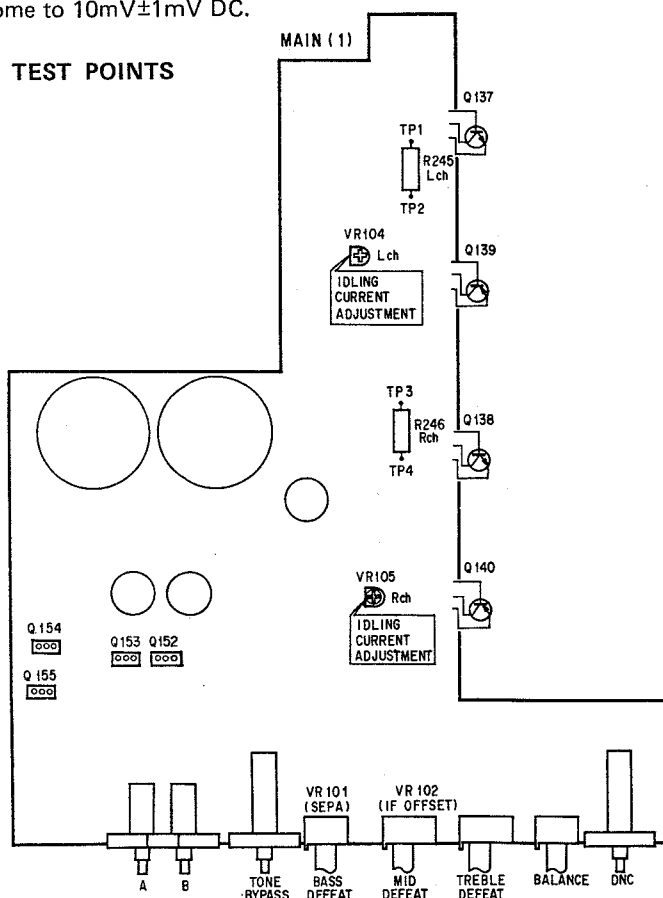 ome to 10mV±1mV DC.
MAIN (1)
TEST POINTS
Q137
TP1
R245
Lch
TP2
VR104
Lch
IDLING
CURRENT
ADJUSTMENT
Q139
TP3
R246
Rch
TP4
Q138
VR105
Rch
IDLING
CURRENT
ADJUSTMENT
Q140
Q154
Q153 Q152
Q155
VR101
(SEPA)
VR102
(IF OFFSET)
A
B
TONE
BYPASS
BASS
DEFEAT
MID
DEFEAT
TREBLE
DEFEAT
BALANCE
DNC